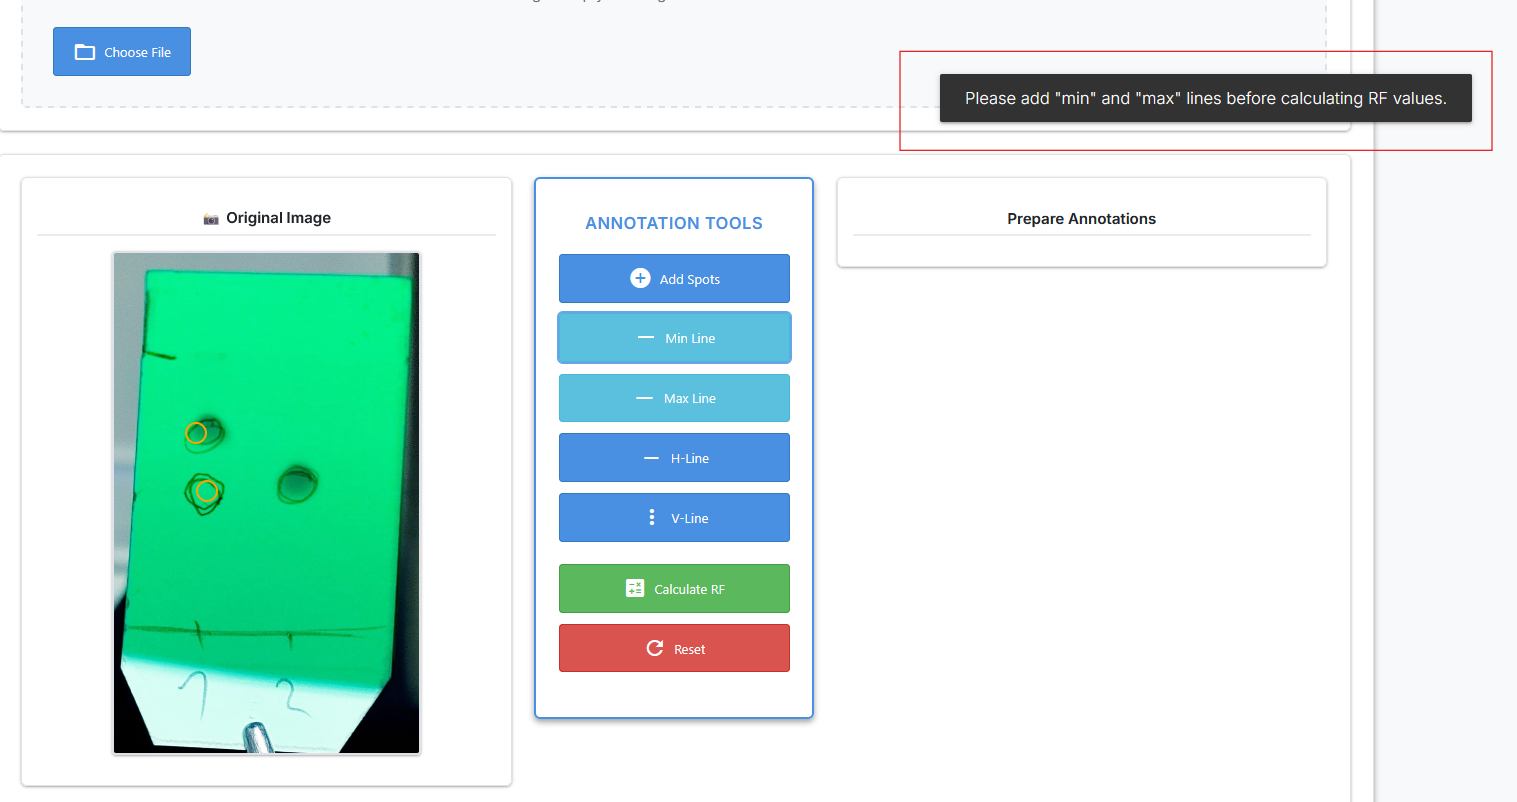 Choose File
Please add "min" and "max" lines before calculating RF values.
Original Image
1 2
ANNOTATION TOOLS
Add Spots
Min Line
Max Line
H-Line
V-Line
Calculate RF
Reset
Prepare Annotations